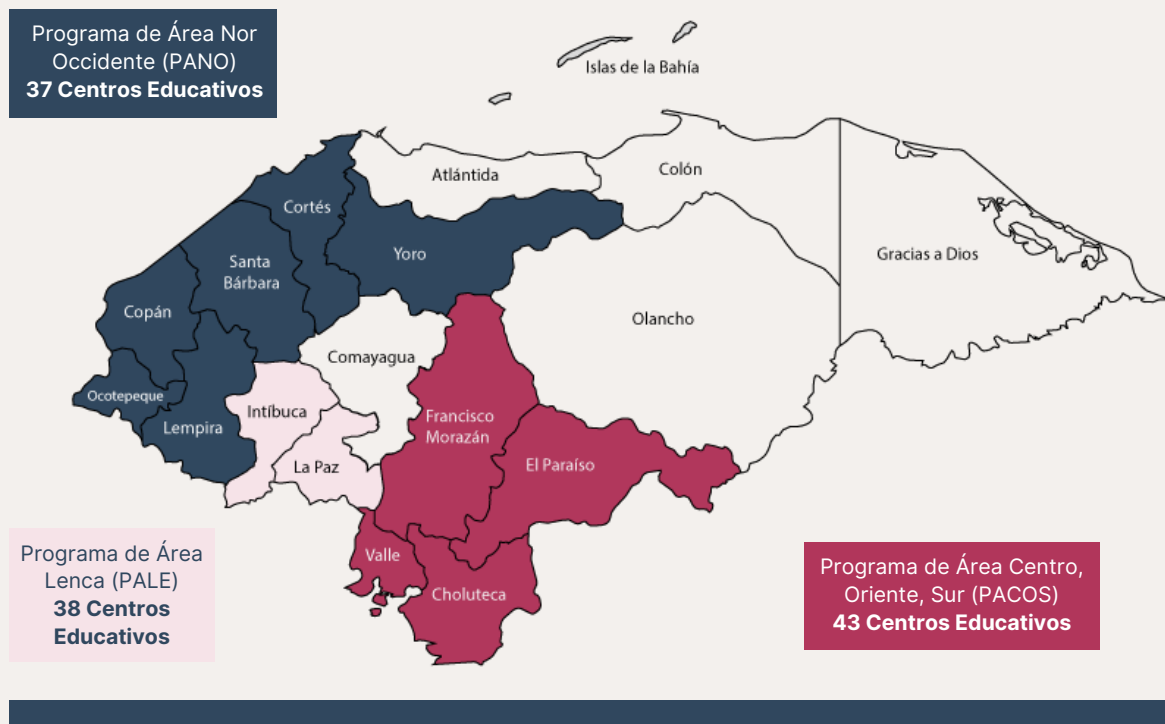 Programa de Área Nor
Occidente (PANO)
37 Centros Educativos
Islas de la Bahía
Atlántida
Colón
Cortés
Yoro
Gracias a Dios
Santa
Bárbara
Copán
Olancho
Comayagua
Ocotepeque
Intíbuca
Francisco
Morazán
Lempira
La Paz
El Paraíso
Valle
Choluteca
Programa de Área
Lenca (PALE)
38 Centros
Educativos
Programa de Área Centro,
Oriente, Sur (PACOS)
43 Centros Educativos